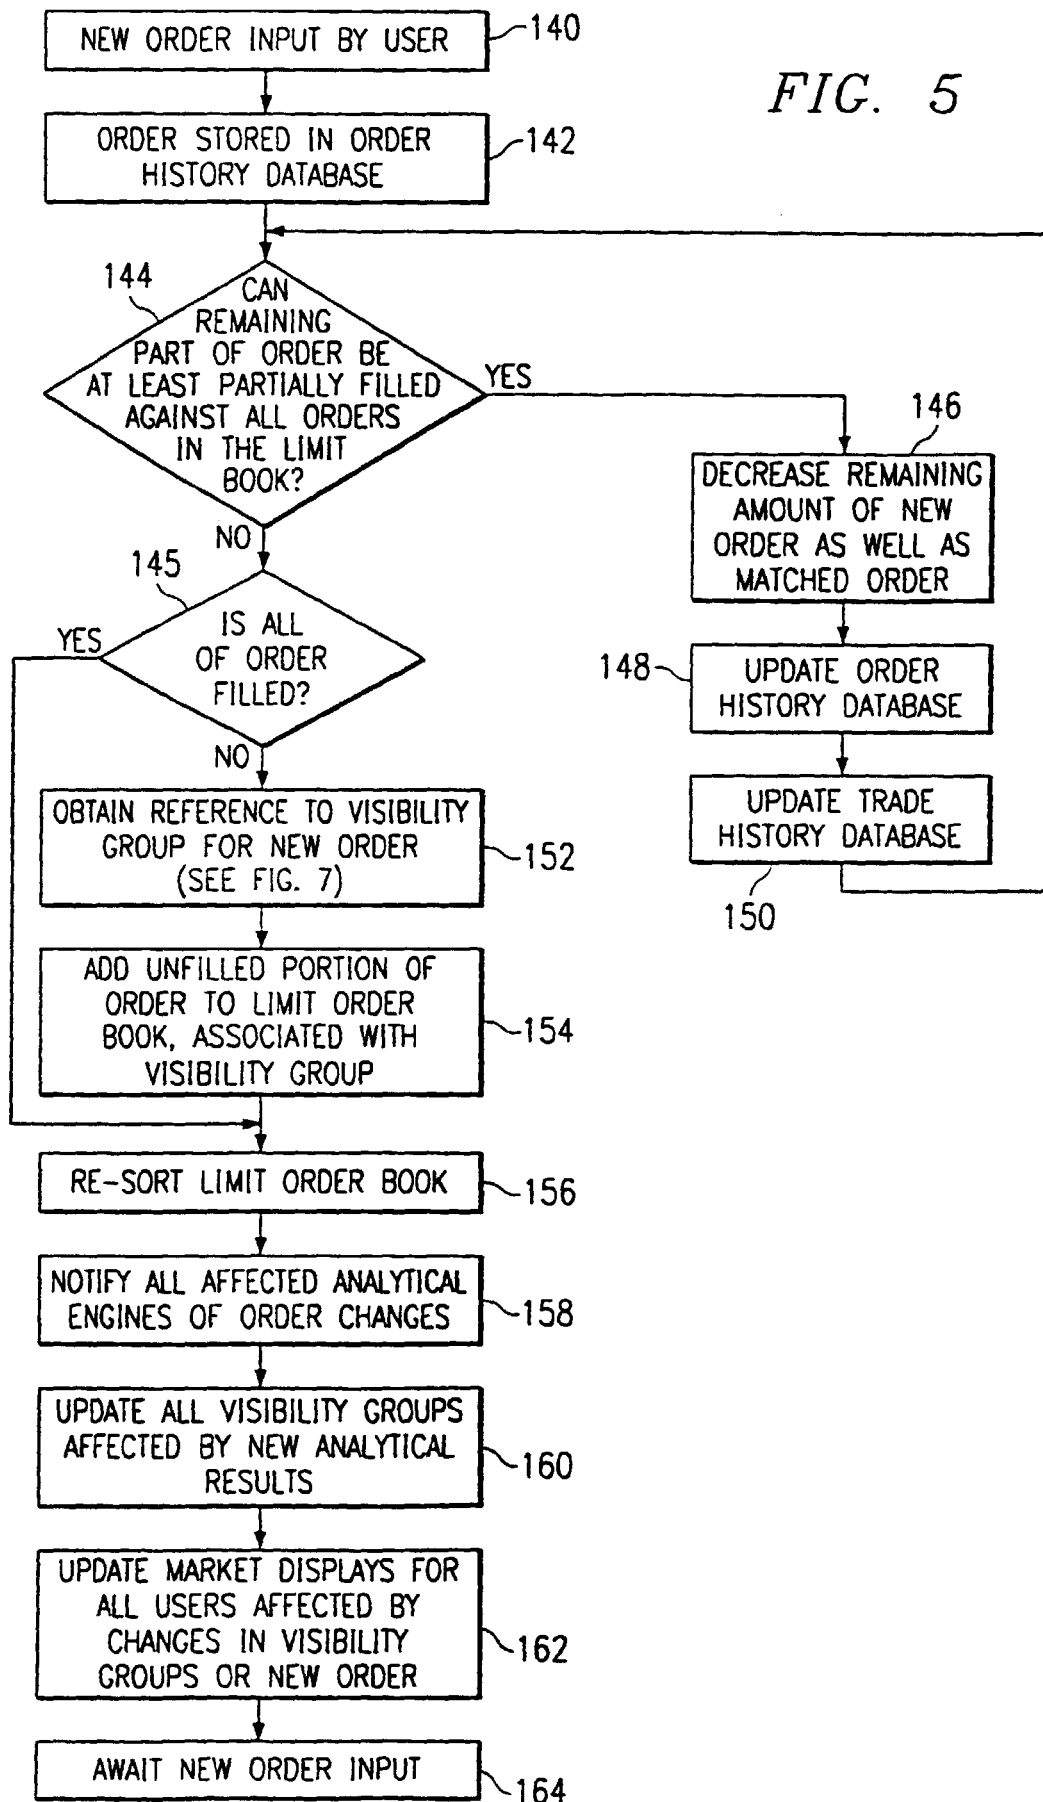 NEW ORDER INPUT BY USER
140
FIG. 5
ORDER STORED IN ORDER
HISTORY DATABASE
142
144
CAN
REMAINING
PART OF ORDER BE
AT LEAST PARTIALLY FILLED
AGAINST ALL ORDERS
IN THE LIMIT
BOOK?
YES
NO
146
DECREASE REMAINING
AMOUNT OF NEW
ORDER AS WELL AS
MATCHED ORDER
148
UPDATE ORDER
HISTORY DATABASE
UPDATE TRADE
HISTORY DATABASE
150
145
IS ALL
OF ORDER
FILLED?
YES
NO
OBTAIN REFERENCE TO VISIBILITY
GROUP FOR NEW ORDER
(SEE FIG. 7)
152
ADD UNFILLED PORTION OF
ORDER TO LIMIT ORDER
BOOK, ASSOCIATED WITH
VISIBILITY GROUP
154
RE-SORT LIMIT ORDER BOOK
156
NOTIFY ALL AFFECTED ANALYTICAL
ENGINES OF ORDER CHANGES
158
UPDATE ALL VISIBILITY GROUPS
AFFECTED BY NEW ANALYTICAL
RESULTS
160
UPDATE MARKET DISPLAYS FOR
ALL USERS AFFECTED BY
CHANGES IN VISIBILITY
GROUPS OR NEW ORDER
162
AWAIT NEW ORDER INPUT
164